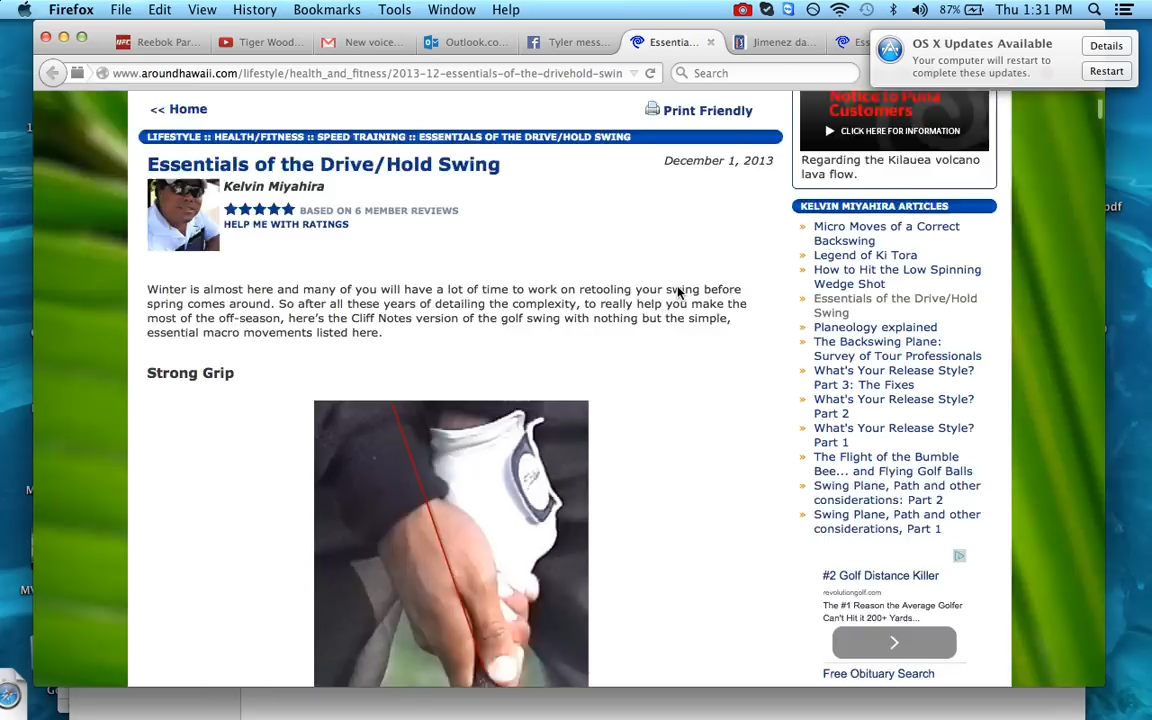 Firefox File Edit View History Bookmarks Tools Window Help 87% Thu 1:31 PM
Reebok Par... Tiger Wood... New voice... Outlook.co... Tyler mess... Essentia... Jimenez da... Ess
OS X Updates Available
Your computer will restart to
complete these updates.
Details
Restart
www.aroundhawaii.com/lifestyle/health_and_fitness/2013-12-essentials-of-the-drivehold-swin
Search
<< Home
Print Friendly
LIFESTYLE :: HEALTH/FITNESS :: SPEED TRAINING :: ESSENTIALS OF THE DRIVE/HOLD SWING
Essentials of the Drive/Hold Swing
December 1, 2013
Kelvin Miyahira
BASED ON 6 MEMBER REVIEWS
HELP ME WITH RATINGS
Winter is almost here and many of you will have a lot of time to work on retooling your swing before
spring comes around. So after all these years of detailing the complexity, to really help you make the
most of the off-season, here's the Cliff Notes version of the golf swing with nothing but the simple,
essential macro movements listed here.
Strong Grip
Notice to Puna
Customers
CLICK HERE FOR INFORMATION
Regarding the Kilauea volcano
lava flow.
KELVIN MIYAHIRA ARTICLES
» Micro Moves of a Correct
Backswing
» Legend of Ki Tora
» How to Hit the Low Spinning
Wedge Shot
» Essentials of the Drive/Hold
Swing
» Planeology explained
» The Backswing Plane:
Survey of Tour Professionals
» What's Your Release Style?
Part 3: The Fixes
» What's Your Release Style?
Part 2
» What's Your Release Style?
Part 1
» The Flight of the Bumble
Bee... and Flying Golf Balls
» Swing Plane, Path and other
considerations: Part 2
» Swing Plane, Path and other
considerations, Part 1
#2 Golf Distance Killer
revolutiongolf.com
The #1 Reason the Average Golfer
Can't Hit it 200+ Yards...
Free Obituary Search